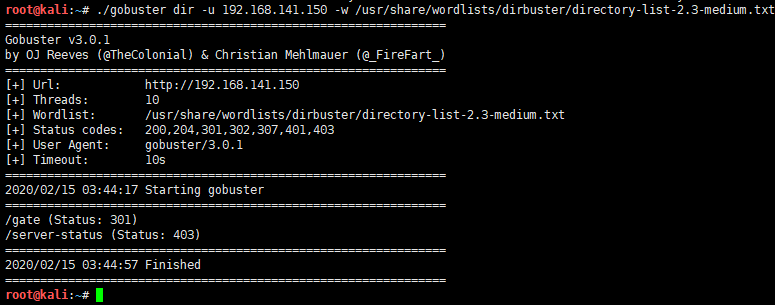 root@kali:~# ./gobuster dir -u 192.168.141.150 -w /usr/share/wordlists/dirbuster/directory-list-2.3-medium.txt
===============================================================
Gobuster v3.0.1
by OJ Reeves (@TheColonial) & Christian Mehlmauer (@_FireFart_)
===============================================================
[+] Url:            http://192.168.141.150
[+] Threads:        10
[+] Wordlist:       /usr/share/wordlists/dirbuster/directory-list-2.3-medium.txt
[+] Status codes:   200,204,301,302,307,401,403
[+] User Agent:     gobuster/3.0.1
[+] Timeout:        10s
===============================================================
2020/02/15 03:44:17 Starting gobuster
===============================================================
/gate (Status: 301)
/server-status (Status: 403)
===============================================================
2020/02/15 03:44:57 Finished
===============================================================
root@kali:~#